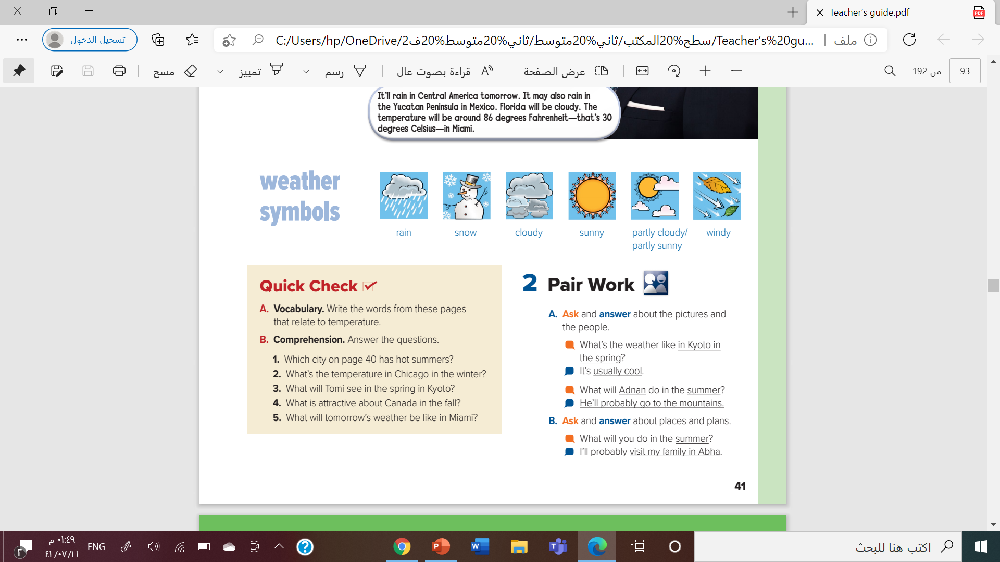 Teacher's guide.pdf
تسجيل الدخول
C:/Users/hp/OneDrive/سطح%20المكتب/ثاني%20متوسط/ثاني%20متوسط%20ف2/Teacher's%20gu...
ملف
مسح
تمييز
رسم
قراءة بصوت عالٍ
عرض الصفحة
من 192
93
It'll rain in Central America tomorrow. It may also rain in
the Yucatan Peninsula in Mexico. Florida will be cloudy. The
temperature will be around 86 degrees Fahrenheit—that's 30
degrees Celsius—in Miami.
weather
symbols
rain
snow
cloudy
sunny
partly cloudy/
partly sunny
windy
Quick Check
A. Vocabulary. Write the words from these pages
that relate to temperature.
B. Comprehension. Answer the questions.
1. Which city on page 40 has hot summers?
2. What's the temperature in Chicago in the winter?
3. What will Tomi see in the spring in Kyoto?
4. What is attractive about Canada in the fall?
5. What will tomorrow's weather be like in Miami?
2 Pair Work
A. Ask and answer about the pictures and
the people.
What's the weather like in Kyoto in
the spring?
It's usually cool.
What will Adnan do in the summer?
He'll probably go to the mountains.
B. Ask and answer about places and plans.
What will you do in the summer?
I'll probably visit my family in Abha.
41
٣
٠١:٤٩ م
٤٢/٠٧/١٦
ENG
اكتب هنا للبحث